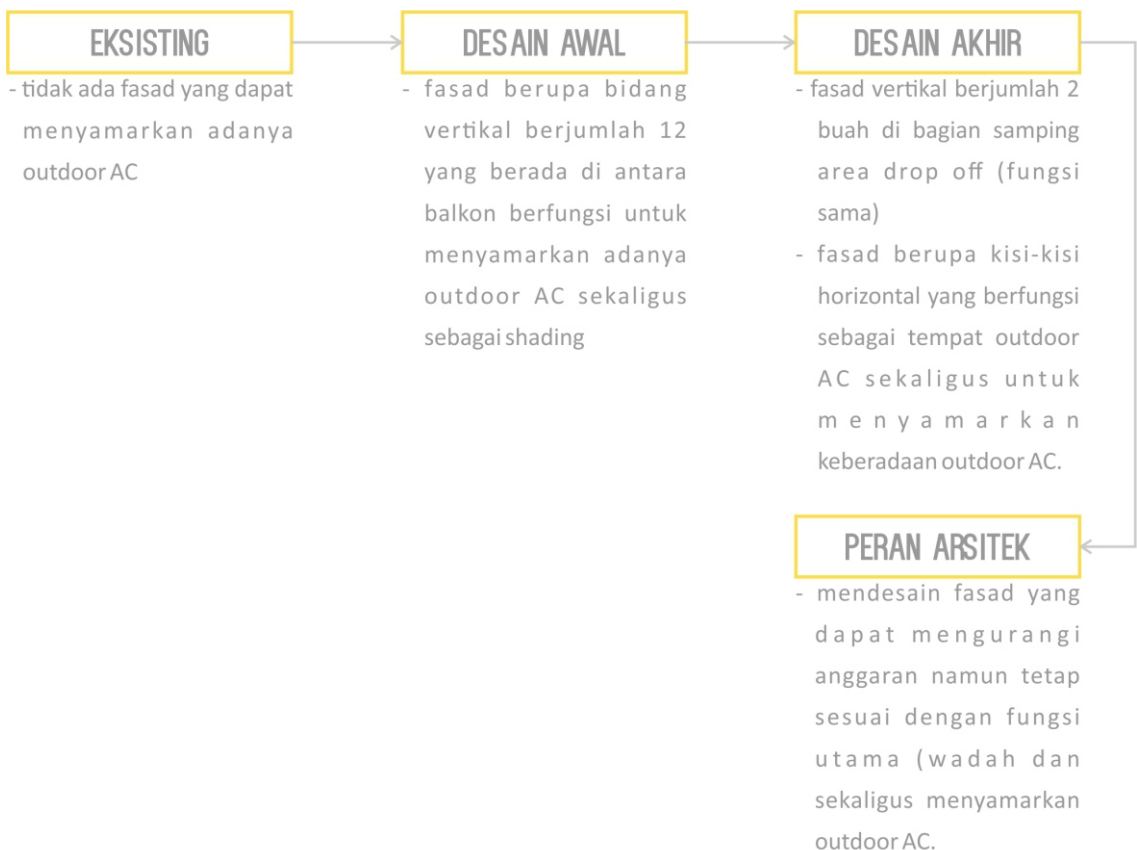 EKSISTING
- tidak ada fasad yang dapat
menyamarkan adanya
outdoor AC
DESAIN AWAL
- fasad berupa bidang
vertikal berjumlah 12
yang berada di antara
balkon berfungsi untuk
menyamarkan adanya
outdoor AC sekaligus
sebagai shading
DESAIN AKHIR
- fasad vertikal berjumlah 2
buah di bagian samping
area drop off (fungsi
sama)
- fasad berupa kisi-kisi
horizontal yang berfungsi
sebagai tempat outdoor
AC sekaligus untuk
menyamarkan
keberadaan outdoor AC.
PERAN ARSITEK
- mendesain fasad yang
dapat mengurangi
anggaran namun tetap
sesuai dengan fungsi
utama (wadah dan
sekaligus menyamarkan
outdoor AC.